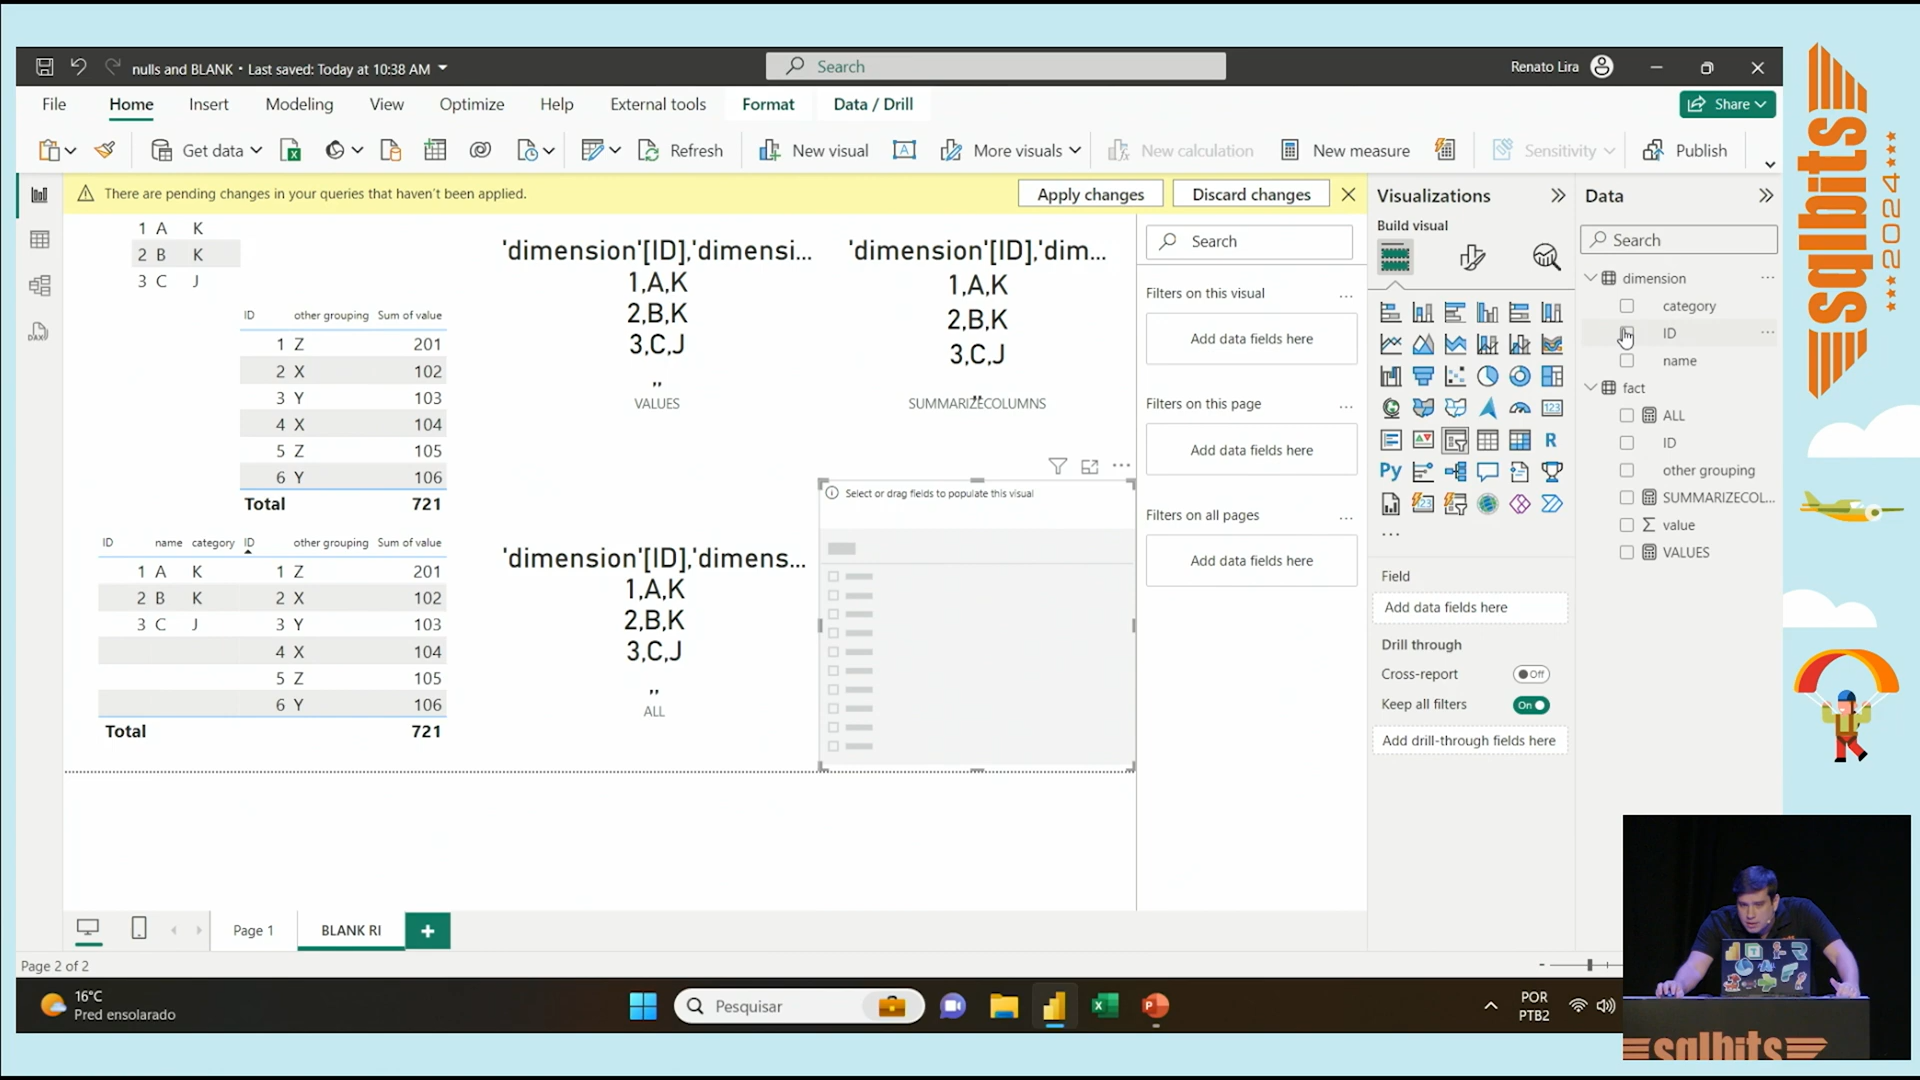 nulls and BLANK • Last saved: Today at 10:38 AM
Search
Renato Lira
File Home Insert Modeling View Optimize Help External tools Format Data / Drill
Share
Get data
Refresh
New visual
More visuals
New calculation
New measure
Sensitivity
Publish
There are pending changes in your queries that haven't been applied.
Apply changes
Discard changes
1 A K
2 B K
3 C J
ID other grouping Sum of value
1 Z 201
2 X 102
3 Y 103
4 X 104
5 Z 105
6 Y 106
Total 721
ID name category ID other grouping Sum of value
1 A K 1 Z 201
2 B K 2 X 102
3 C J 3 Y 103
4 X 104
5 Z 105
6 Y 106
Total 721
'dimension'[ID],'dimensi...
1,A,K
2,B,K
3,C,J
,,
VALUES
'dimension'[ID],'dim...
1,A,K
2,B,K
3,C,J
,,
SUMMARIZECOLUMNS
'dimension'[ID],'dimens...
1,A,K
2,B,K
3,C,J
,,
ALL
Select or drag fields to populate this visual
Search
Filters on this visual
Add data fields here
Filters on this page
Add data fields here
Filters on all pages
Add data fields here
Visualizations
Build visual
123
R
Py
123
Field
Add data fields here
Drill through
Cross-report
Off
Keep all filters
On
Add drill-through fields here
Data
Search
dimension
category
ID
name
fact
ALL
ID
other grouping
SUMMARIZECOL...
value
VALUES
DAX
Page 1
BLANK RI
Page 2 of 2
16°C
Pred ensolarado
Pesquisar
POR
PTB2
sqlbits
2024
sqlbits